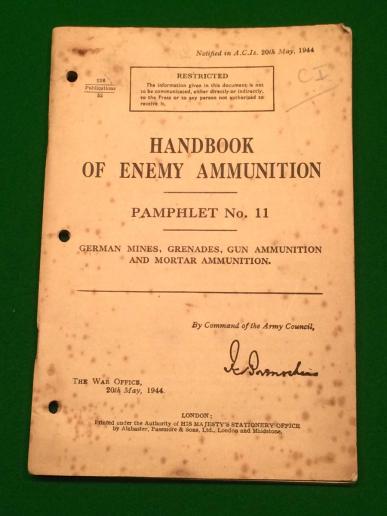 Notified in A.C.Is. 20th May, 1944
Publications
RESTRICTED
The information given in this document is not
to be communicated, either directly or indirectly,
to the Press or to any person not authorized to
receive it.
C I
HANDBOOK
OF ENEMY AMMUNITION
PAMPHLET No. 11
GERMAN MINES, GRENADES, GUN AMMUNITION
AND MORTAR AMMUNITION.
By Command of the Army Council,
THE WAR OFFICE,
20th May, 1944.
LONDON:
Printed under the Authority of HIS MAJESTY'S STATIONERY OFFICE
by Alabaster, Passmore & Sons, Ltd., London and Maidstone.